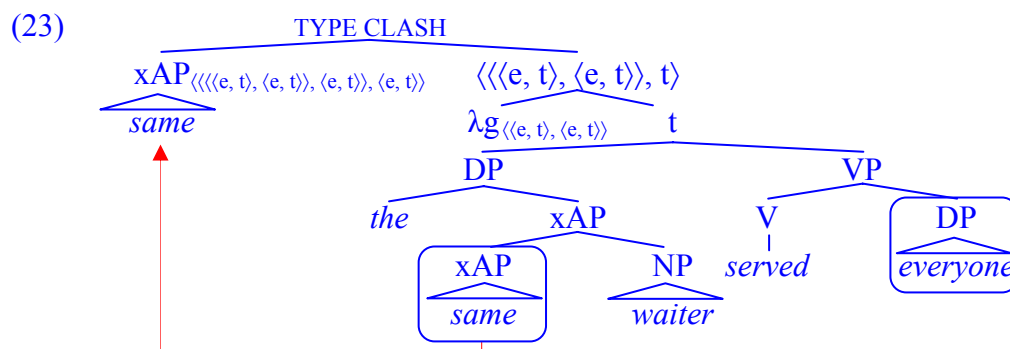 (23) TYPE CLASH
xAP⟨⟨⟨⟨e, t⟩, ⟨e, t⟩⟩, ⟨e, t⟩⟩, ⟨e, t⟩⟩ ⟨⟨⟨e, t⟩, ⟨e, t⟩⟩, t⟩
same λg⟨⟨e, t⟩, ⟨e, t⟩⟩ t
DP VP
the xAP V DP
xAP NP served everyone
same waiter